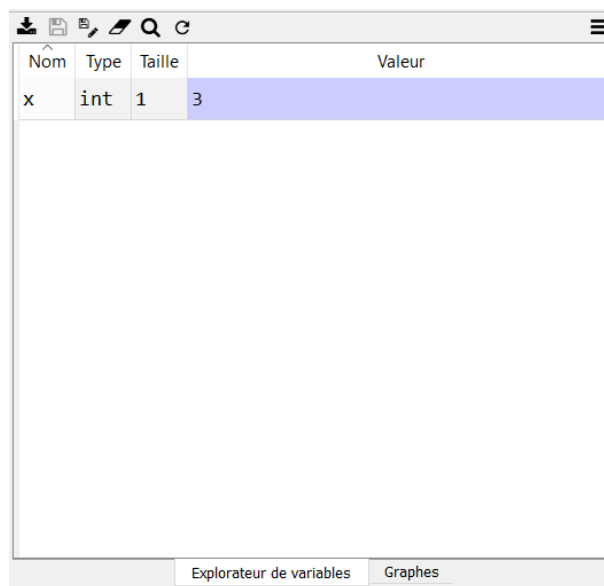 Nom Type Taille Valeur
x int 1 3
Explorateur de variables Graphes